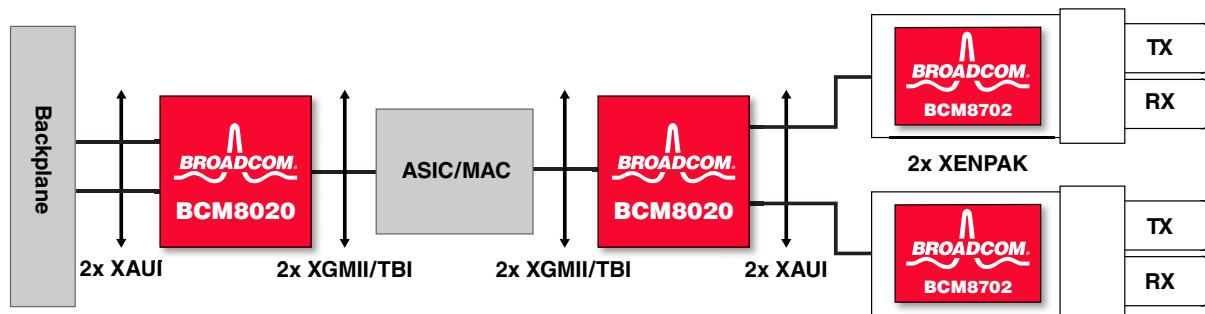 Backplane
2x XAUI
BROADCOM®
BCM8020
2x XGMII/TBI
ASIC/MAC
2x XGMII/TBI
BROADCOM®
BCM8020
2x XAUI
BROADCOM®
BCM8702
TX
RX
2x XENPAK
BROADCOM®
BCM8702
TX
RX